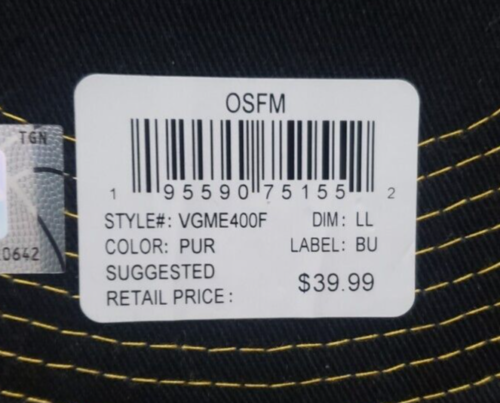 OSFM
1 95590 75155 2
STYLE#: VGME400F DIM: LL
COLOR: PUR LABEL: BU
SUGGESTED
RETAIL PRICE: $39.99
TGN
0642